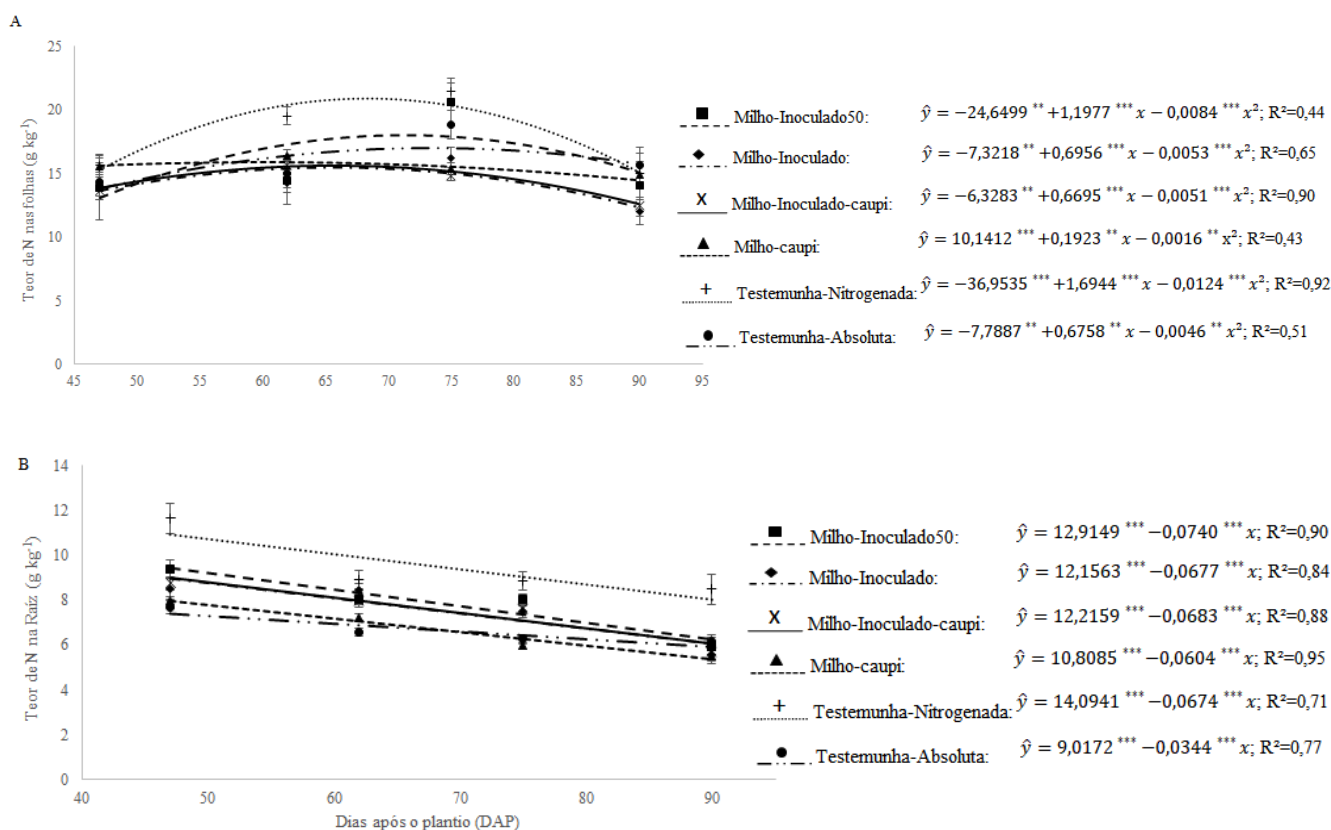 A
Teor de N nas folhas (g kg⁻¹)
25
20
15
10
5
0
45 50 55 60 65 70 75 80 85 90 95
Milho-Inoculado50: ŷ = −24,6499 ** +1,1977 *** x − 0,0084 *** x²; R²=0,44
Milho-Inoculado: ŷ = −7,3218 ** + 0,6956 *** x − 0,0053 *** x²; R²=0,65
X Milho-Inoculado-caupi: ŷ = −6,3283 ** + 0,6695 *** x − 0,0051 *** x²; R²=0,90
Milho-caupi: ŷ = 10,1412 *** +0,1923 ** x −0,0016 ** x²; R²=0,43
Testemunha-Nitrogenada: ŷ = −36,9535 *** +1,6944 *** x − 0,0124 *** x²; R²=0,92
Testemunha-Absoluta: ŷ = −7,7887 ** +0,6758 ** x − 0,0046 ** x²; R²=0,51
B
Teor de N na Raíz (g kg⁻¹)
14
12
10
8
6
4
2
0
40 50 60 70 80 90
Dias após o plantio (DAP)
Milho-Inoculado50: ŷ = 12,9149 *** −0,0740 *** x; R²=0,90
Milho-Inoculado: ŷ = 12,1563 *** −0,0677 *** x; R²=0,84
X Milho-Inoculado-caupi: ŷ = 12,2159 *** −0,0683 *** x; R²=0,88
Milho-caupi: ŷ = 10,8085 *** −0,0604 *** x; R²=0,95
Testemunha-Nitrogenada: ŷ = 14,0941 *** −0,0674 *** x; R²=0,71
Testemunha-Absoluta: ŷ = 9,0172 *** −0,0344 *** x; R²=0,77